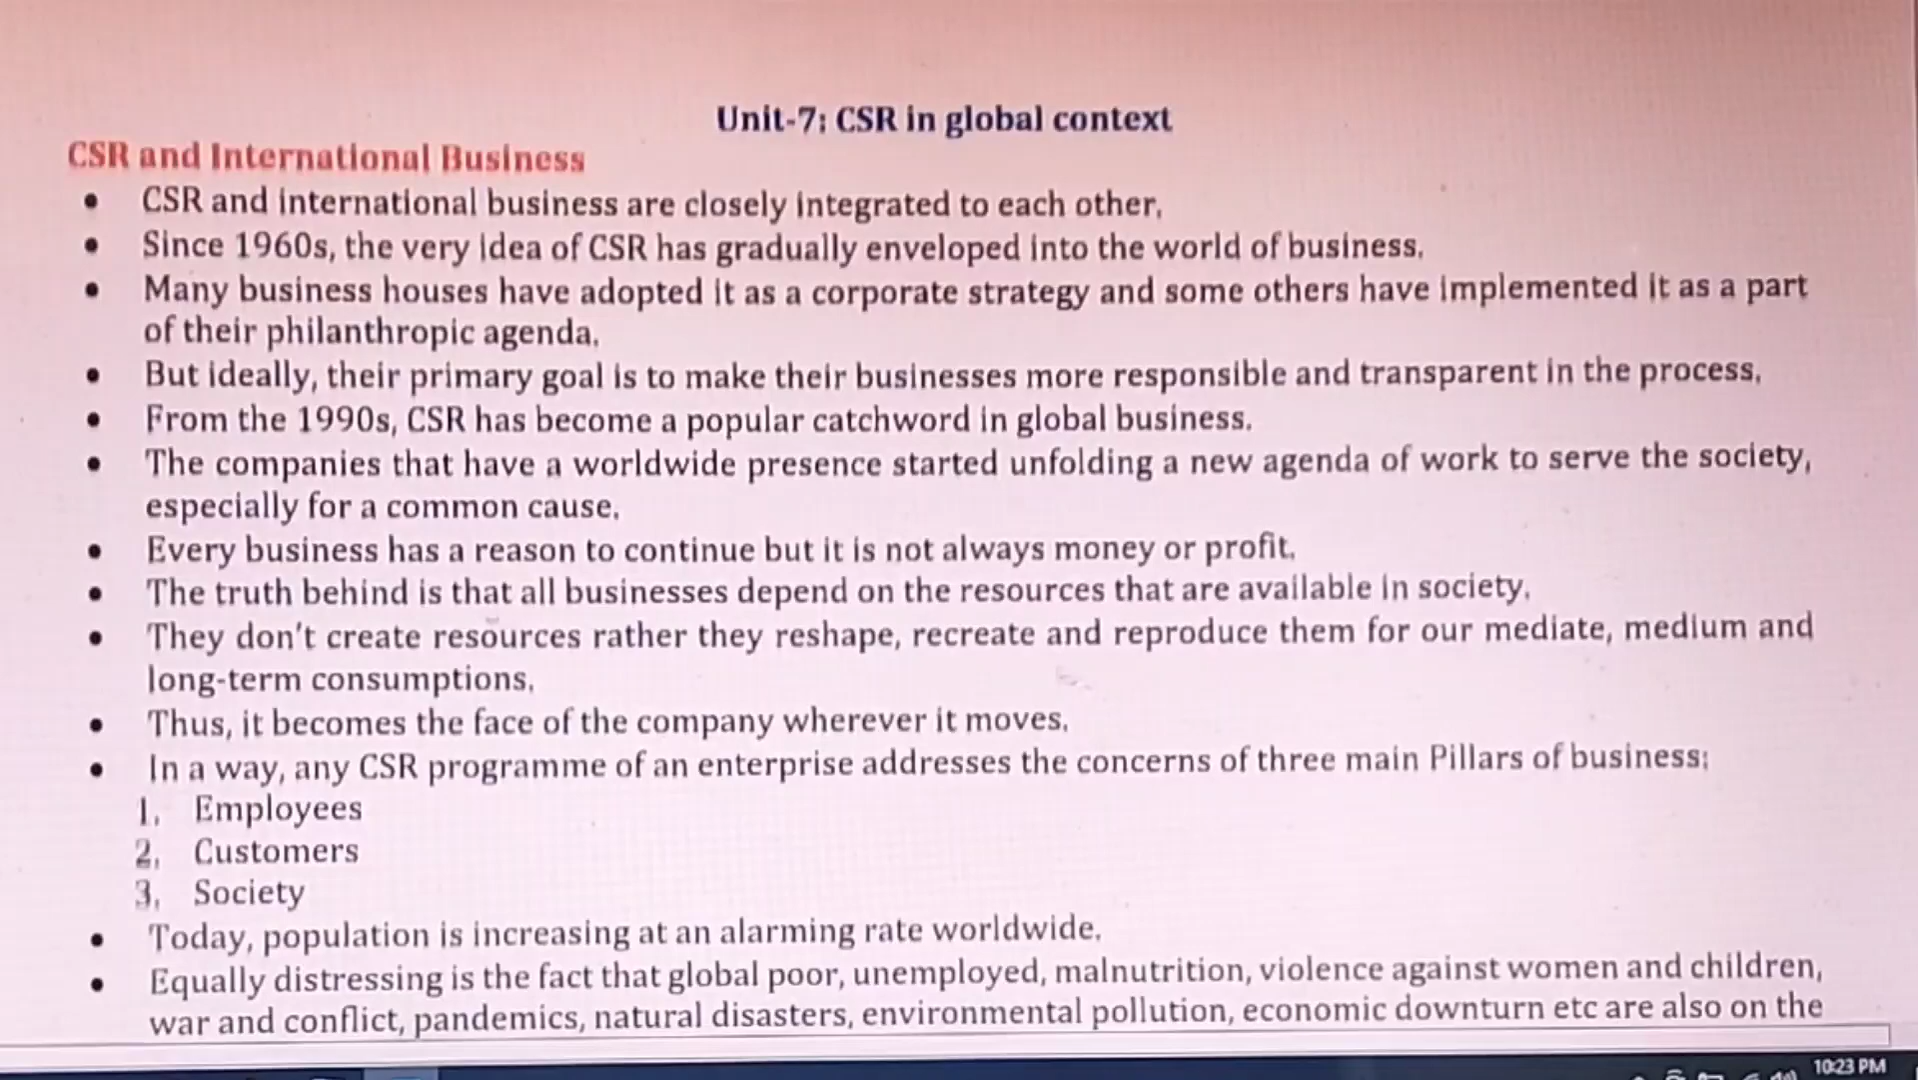 Unit-7: CSR in global context
CSR and International Business
• CSR and international business are closely integrated to each other.
• Since 1960s, the very idea of CSR has gradually enveloped into the world of business.
• Many business houses have adopted it as a corporate strategy and some others have implemented it as a part
of their philanthropic agenda.
• But ideally, their primary goal is to make their businesses more responsible and transparent in the process.
• From the 1990s, CSR has become a popular catchword in global business.
• The companies that have a worldwide presence started unfolding a new agenda of work to serve the society,
especially for a common cause.
• Every business has a reason to continue but it is not always money or profit.
• The truth behind is that all businesses depend on the resources that are available in society.
• They don't create resources rather they reshape, recreate and reproduce them for our mediate, medium and
long-term consumptions.
• Thus, it becomes the face of the company wherever it moves.
• In a way, any CSR programme of an enterprise addresses the concerns of three main Pillars of business:
1. Employees
2. Customers
3. Society
• Today, population is increasing at an alarming rate worldwide.
• Equally distressing is the fact that global poor, unemployed, malnutrition, violence against women and children,
war and conflict, pandemics, natural disasters, environmental pollution, economic downturn etc are also on the
10:23 PM